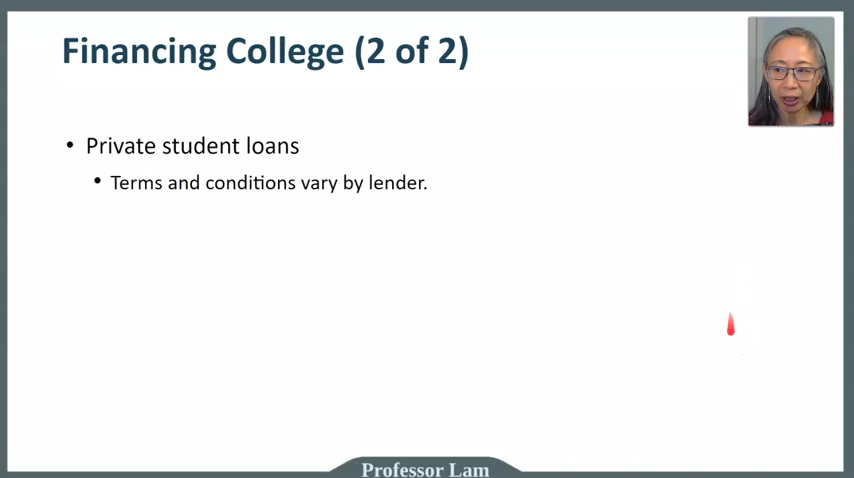 Financing College (2 of 2)
• Private student loans
• Terms and conditions vary by lender.
Professor Lam